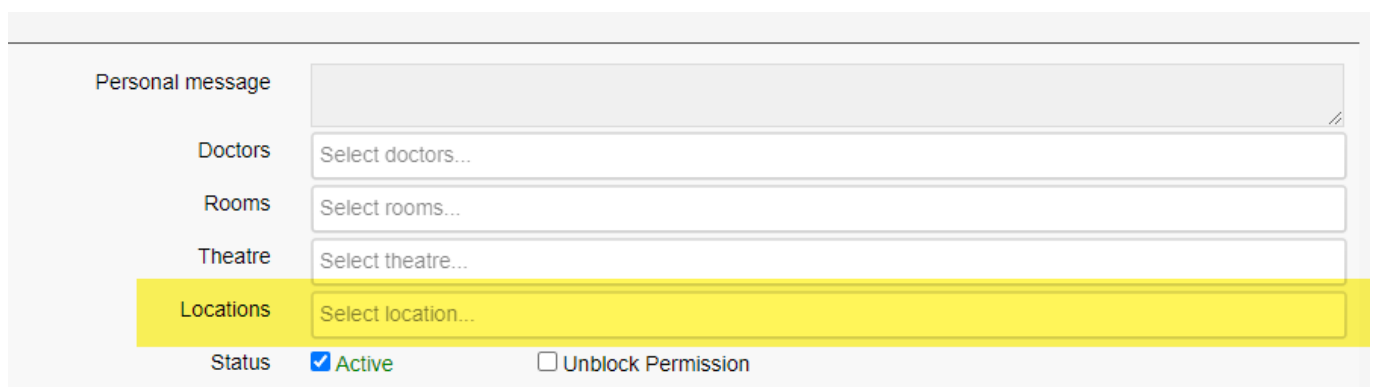 Personal message
Doctors Select doctors...
Rooms Select rooms...
Theatre Select theatre...
Locations Select location...
Status Active Unblock Permission